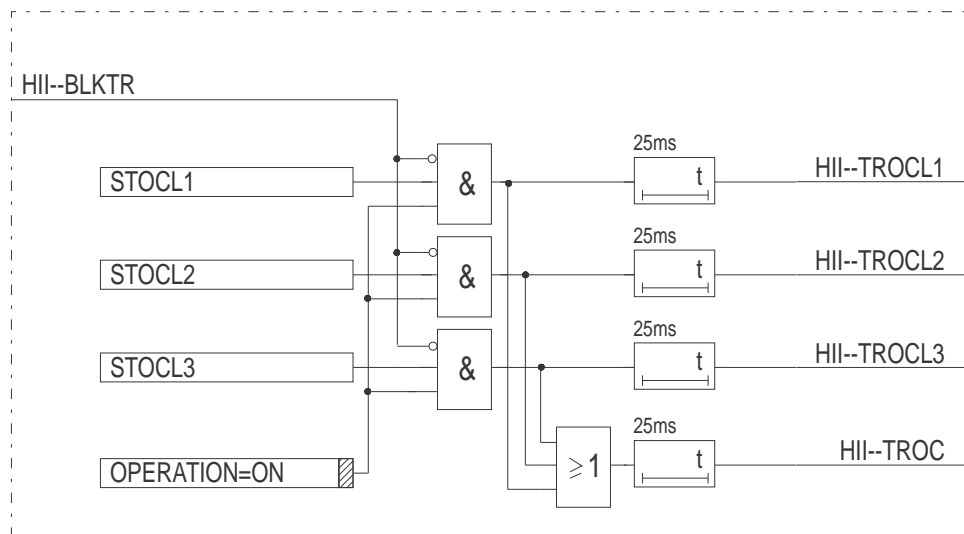 HII--BLKTR
25ms
STOCL1
&
t
HII--TROCL1
25ms
STOCL2
&
t
HII--TROCL2
25ms
STOCL3
&
t
HII--TROCL3
25ms
OPERATION=ON
≥1
t
HII--TROC